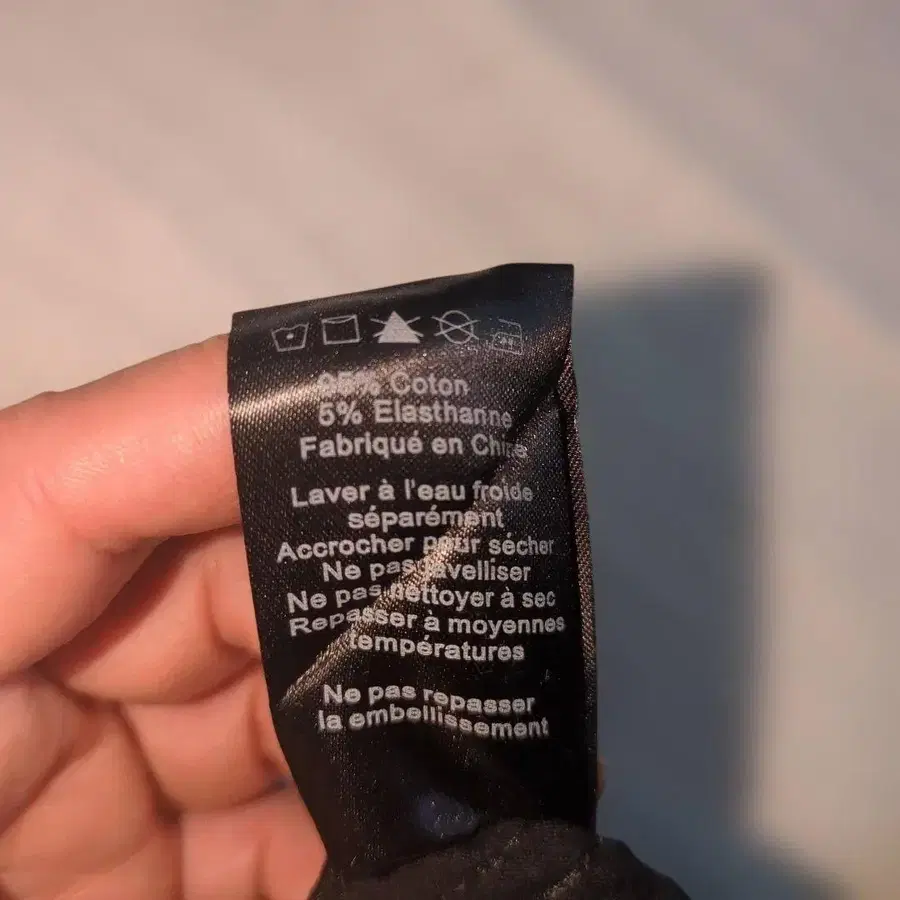 95% Coton
5% Elasthanne
Fabriqué en Chine
Laver à l'eau froide
séparément
Accrocher pour sécher
Ne pas javelliser
Ne pas nettoyer à sec
Repasser à moyennes
températures
Ne pas repasser
la embellissement